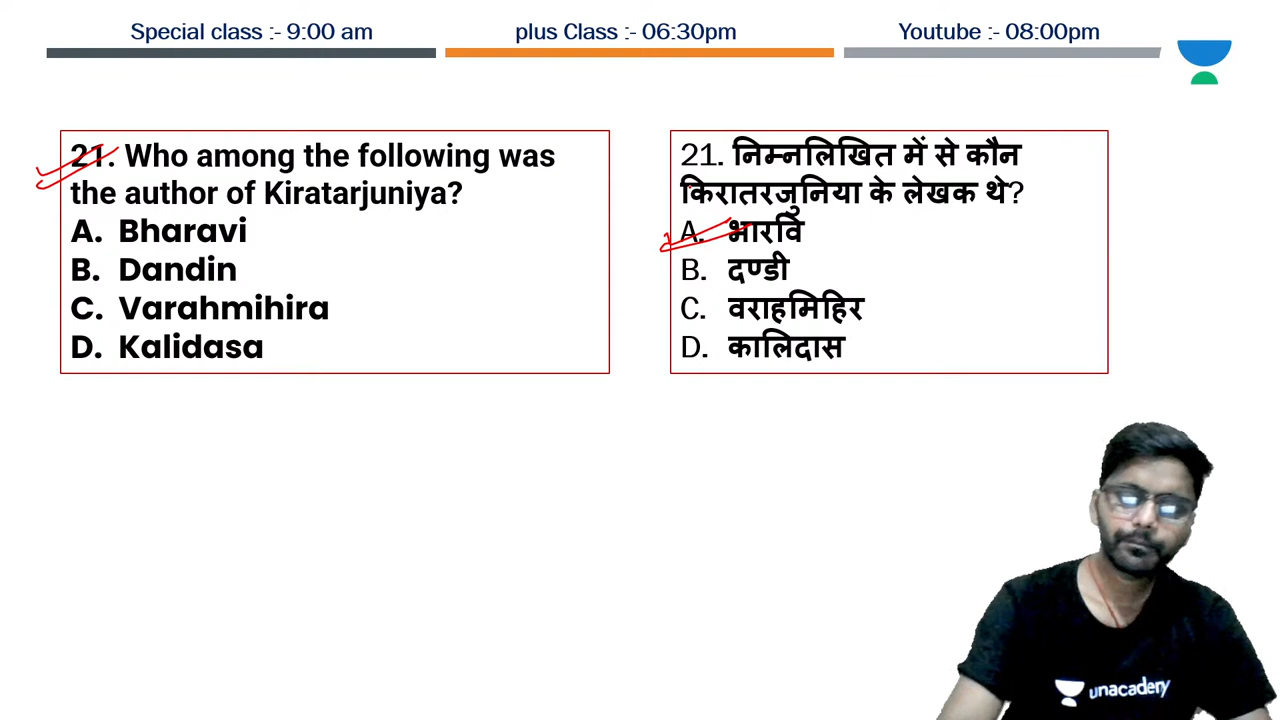 Special class :- 9:00 am
plus Class :- 06:30pm
Youtube :- 08:00pm
21. Who among the following was
the author of Kiratarjuniya?
A. Bharavi
B. Dandin
C. Varahmihira
D. Kalidasa
21. निम्नलिखित में से कौन
किरातरजुनिया के लेखक थे?
A. भारवि
B. दण्डी
C. वराहमिहिर
D. कालिदास
unacademy